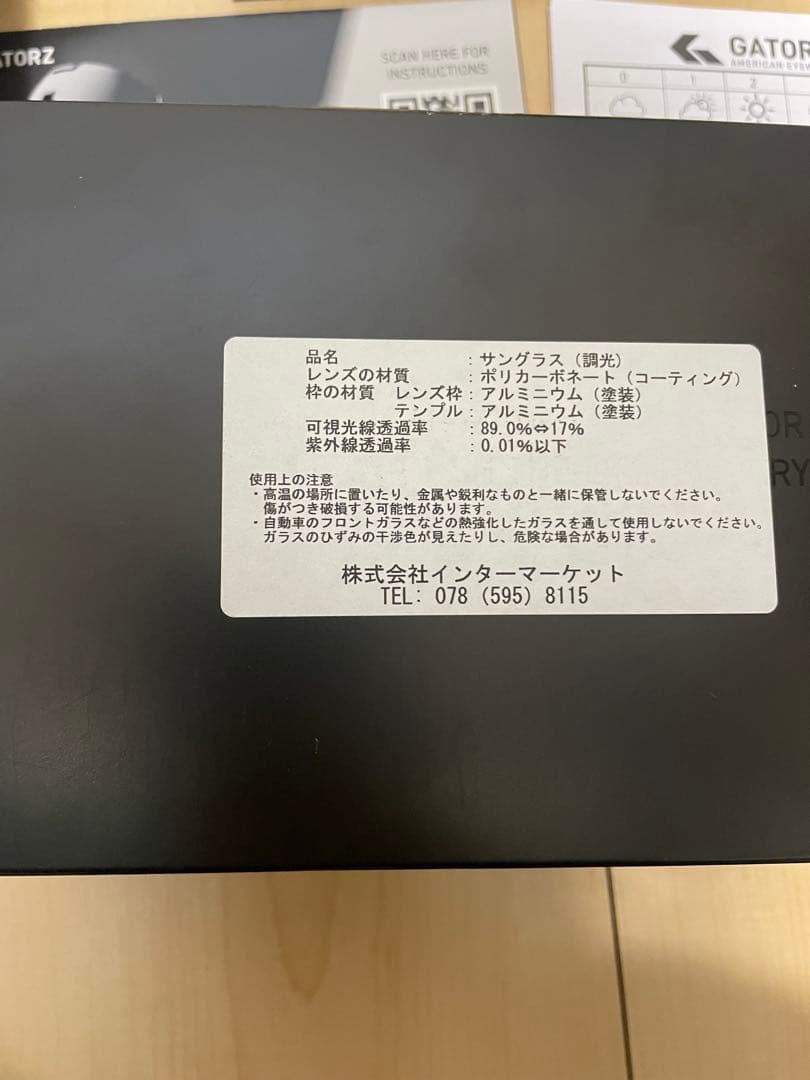 ATORZ
SCAN HERE FOR
INSTRUCTIONS
GATOR
AMERICAN
0 1 2
品名 : サングラス（調光）
レンズの材質 : ポリカーボネート（コーティング）
枠の材質 レンズ枠 : アルミニウム（塗装）
テンプル : アルミニウム（塗装）
可視光線透過率 : 89.0%⇔17%
紫外線透過率 : 0.01%以下
使用上の注意
・高温の場所に置いたり、金属や鋭利なものと一緒に保管しないでください。
傷がつき破損する可能性があります。
・自動車のフロントガラスなどの熱強化したガラスを通して使用しないでください。
ガラスのひずみの干渉色が見えたりし、危険な場合があります。
株式会社インターマーケット
TEL: 078 (595) 8115
OR
RY